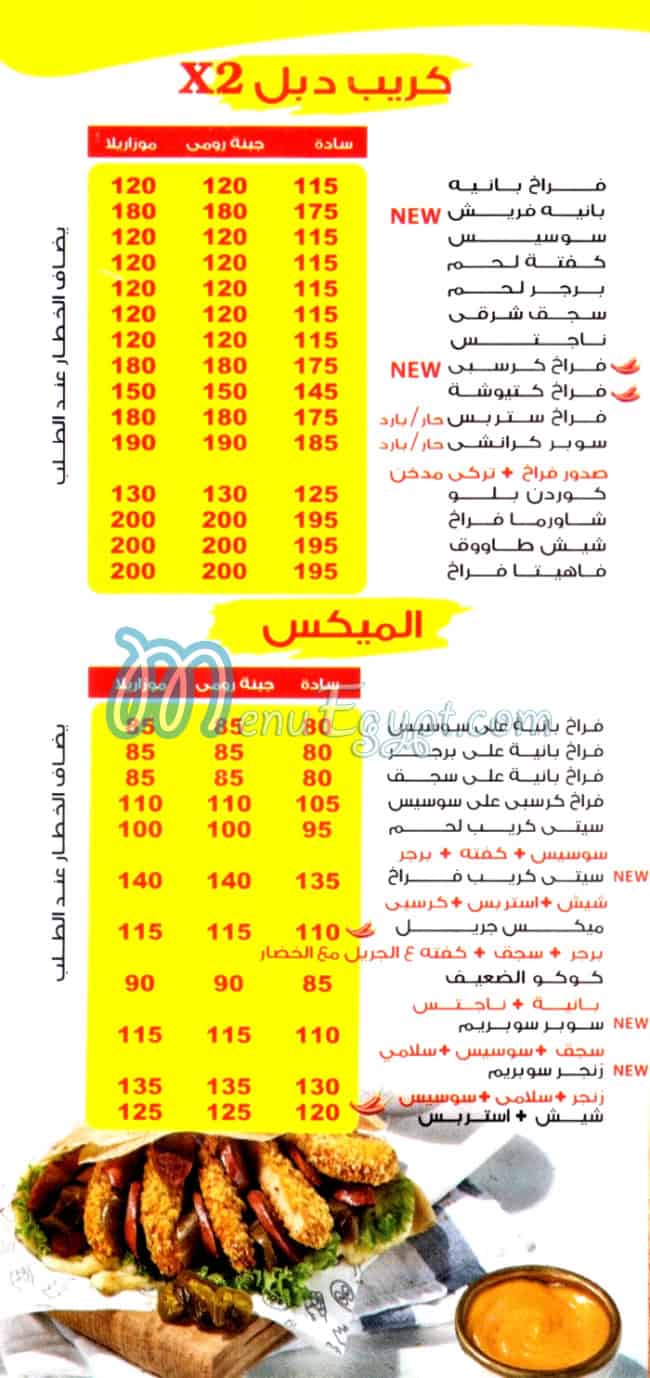 كريب دبل X2
سادة جبنة رومى موزاريلا
فراخ بانيه 115 120 120
بانيه فريش NEW 175 180 180
سوسيس 115 120 120
كفتة لحم 115 120 120
برجر لحم 115 120 120
سجق شرقى 115 120 120
ناجتس 115 120 120
فراخ كرسبى NEW 175 180 180
فراخ كتيوشة 145 150 150
فراخ ستربس حار/بارد 175 180 180
سوبر كرانشى حار/بارد 185 190 190
صدور فراخ + تركى مدخن
كوردن بلو 125 130 130
شاورما فراخ 195 200 200
شيش طاووق 195 200 200
فاهيتا فراخ 195 200 200
يضاف الخطار عند الطلب
الميكس
سادة جبنة رومى موزاريلا
فراخ بانية على سوسيس 80 85 85
فراخ بانية على برجر 80 85 85
فراخ بانية على سجف 80 85 85
فراخ كرسبى على سوسيس 105 110 110
سيتى كريب لحم 95 100 100
سوسيس + كفته + برجر
NEW سيتى كريب فراخ 135 140 140
شيش + استربس + كرسبى
ميكس جريل 110 115 115
برجر + سجق + كفته ع الجريل مع الخضار
كوكو الضعيف 85 90 90
بانية + ناجتس
NEW سوبر سوبريم 110 115 115
سجق + سوسيس + سلامي
NEW زنجر سوبريم 130 135 135
زنجر + سلامى + سوسيس
شيش + استربس 120 125 125
يضاف الخطار عند الطلب
MenuEgypt.com